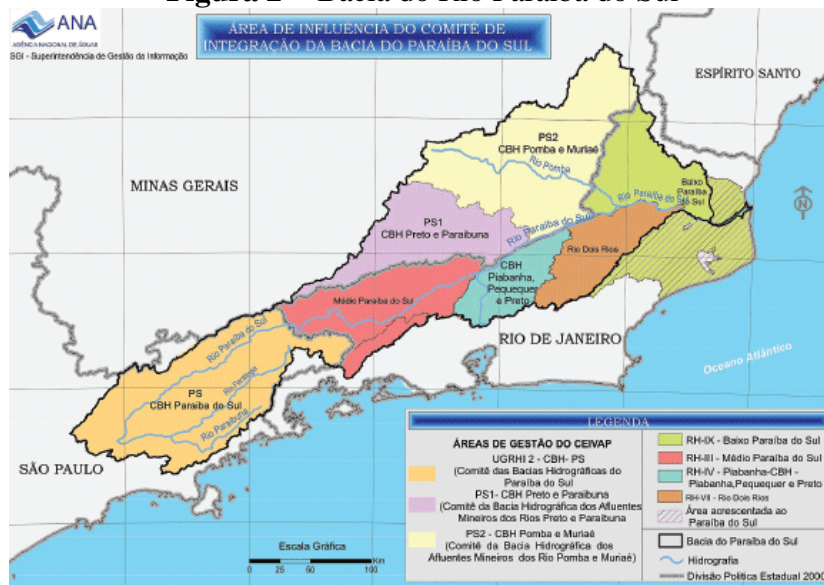 Figura 2 – Bacia do Rio Paraíba do Sul
ANA
AGÊNCIA NACIONAL DE ÁGUAS
SGI - Superintendência de Gestão da Informação
ÁREA DE INFLUÊNCIA DO COMITÊ DE
INTEGRAÇÃO DA BACIA DO PARAÍBA DO SUL
ESPÍRITO SANTO
MINAS GERAIS
PS2
CBH Pomba e Muriaé
Rio Pomba
Baixo
Paraíba
do Sul
Rio Paraíba do Sul
N
PS1
CBH Preto e Paraibuna
Rio Paraíba do Sul
Rio Dois Rios
CBH
Piabanha,
Pequequer
e Preto
Médio Paraíba do Sul
RIO DE JANEIRO
Oceano Atlântico
Rio Paraíba do Sul
PS
CBH Paraíba do Sul
Rio Paraibuna
SÃO PAULO
Escala Gráfica
0 25 50 100
Km
LEGENDA
ÁREAS DE GESTÃO DO CEIVAP
UGRHI 2 - CBH- PS
(Comitê das Bacias Hidrográficas do
Paraíba do Sul)
PS1- CBH Preto e Paraibuna
(Comitê da Bacia Hidrográfica dos Afluentes
Mineiros dos Rios Preto e Paraibuna)
PS2 - CBH Pomba e Muriaé
(Comitê da Bacia Hidrográfica dos
Afluentes Mineiros dos Rio Pomba e Muriaé)
RH-IX - Baixo Paraíba do Sul
RH-III - Médio Paraíba do Sul
RH-IV - Piabanha-CBH -
Piabanha,Pequequer e Preto
RH-VII - Rio Dois Rios
Área acrescentada ao
Paraíba do Sul
Bacia do Paraíba do Sul
Hidrografia
Divisão Politica Estadual 2000